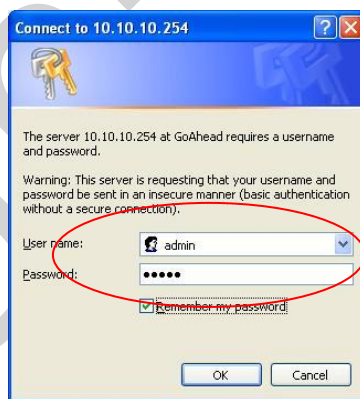 Connect to 10.10.10.254
The server 10.10.10.254 at GoAhead requires a username
and password.
Warning: This server is requesting that your username and
password be sent in an insecure manner (basic authentication
without a secure connection).
User name:
admin
Password:
•••••
Remember my password
OK
Cancel